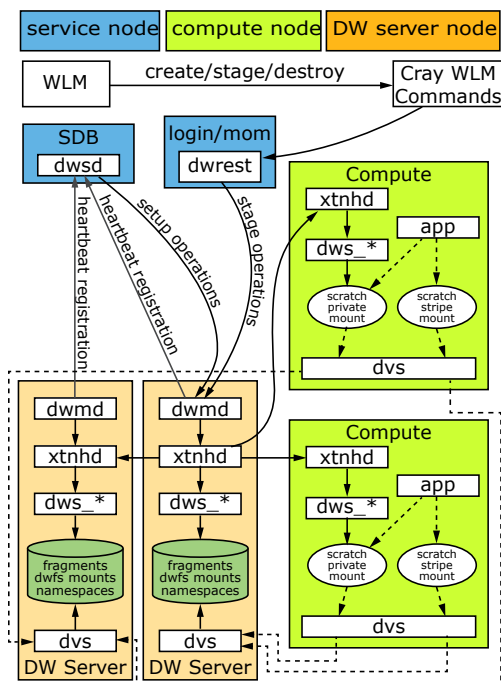 service node
compute node
DW server node
WLM
create/stage/destroy
Cray WLM
Commands
SDB
dwsd
login/mom
dwrest
heartbeat registration
heartbeat registration
setup operations
stage operations
Compute
xtnhd
app
dws_*
scratch
private
mount
scratch
stripe
mount
dvs
dwmd
xtnhd
dws_*
fragments
dwfs mounts
namespaces
dvs
DW Server
dwmd
xtnhd
dws_*
fragments
dwfs mounts
namespaces
dvs
DW Server
Compute
xtnhd
app
dws_*
scratch
private
mount
scratch
stripe
mount
dvs